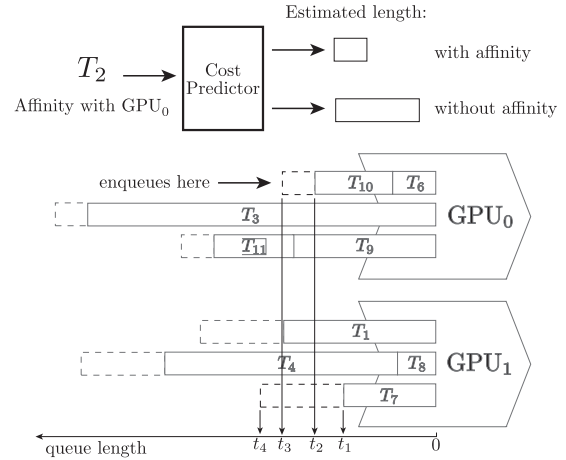 Estimated length:
T₂
Cost
Predictor
with affinity
Affinity with GPU₀
without affinity
enqueues here
T₁₀
T₆
T₃
GPU₀
T₁₁
T₉
T₁
T₄
T₈
GPU₁
T₇
queue length
t₄
t₃
t₂
t₁
0